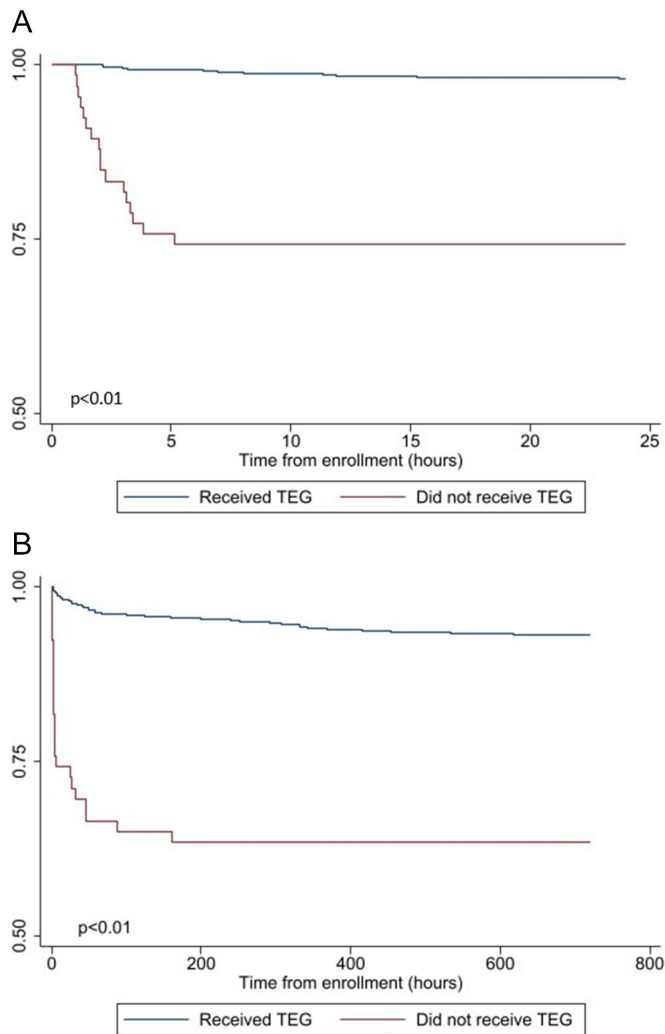 A
1.00
0.75
0.50
p<0.01
0 5 10 15 20 25
Time from enrollment (hours)
Received TEG Did not receive TEG
B
1.00
0.75
0.50
p<0.01
0 200 400 600 800
Time from enrollment (hours)
Received TEG Did not receive TEG